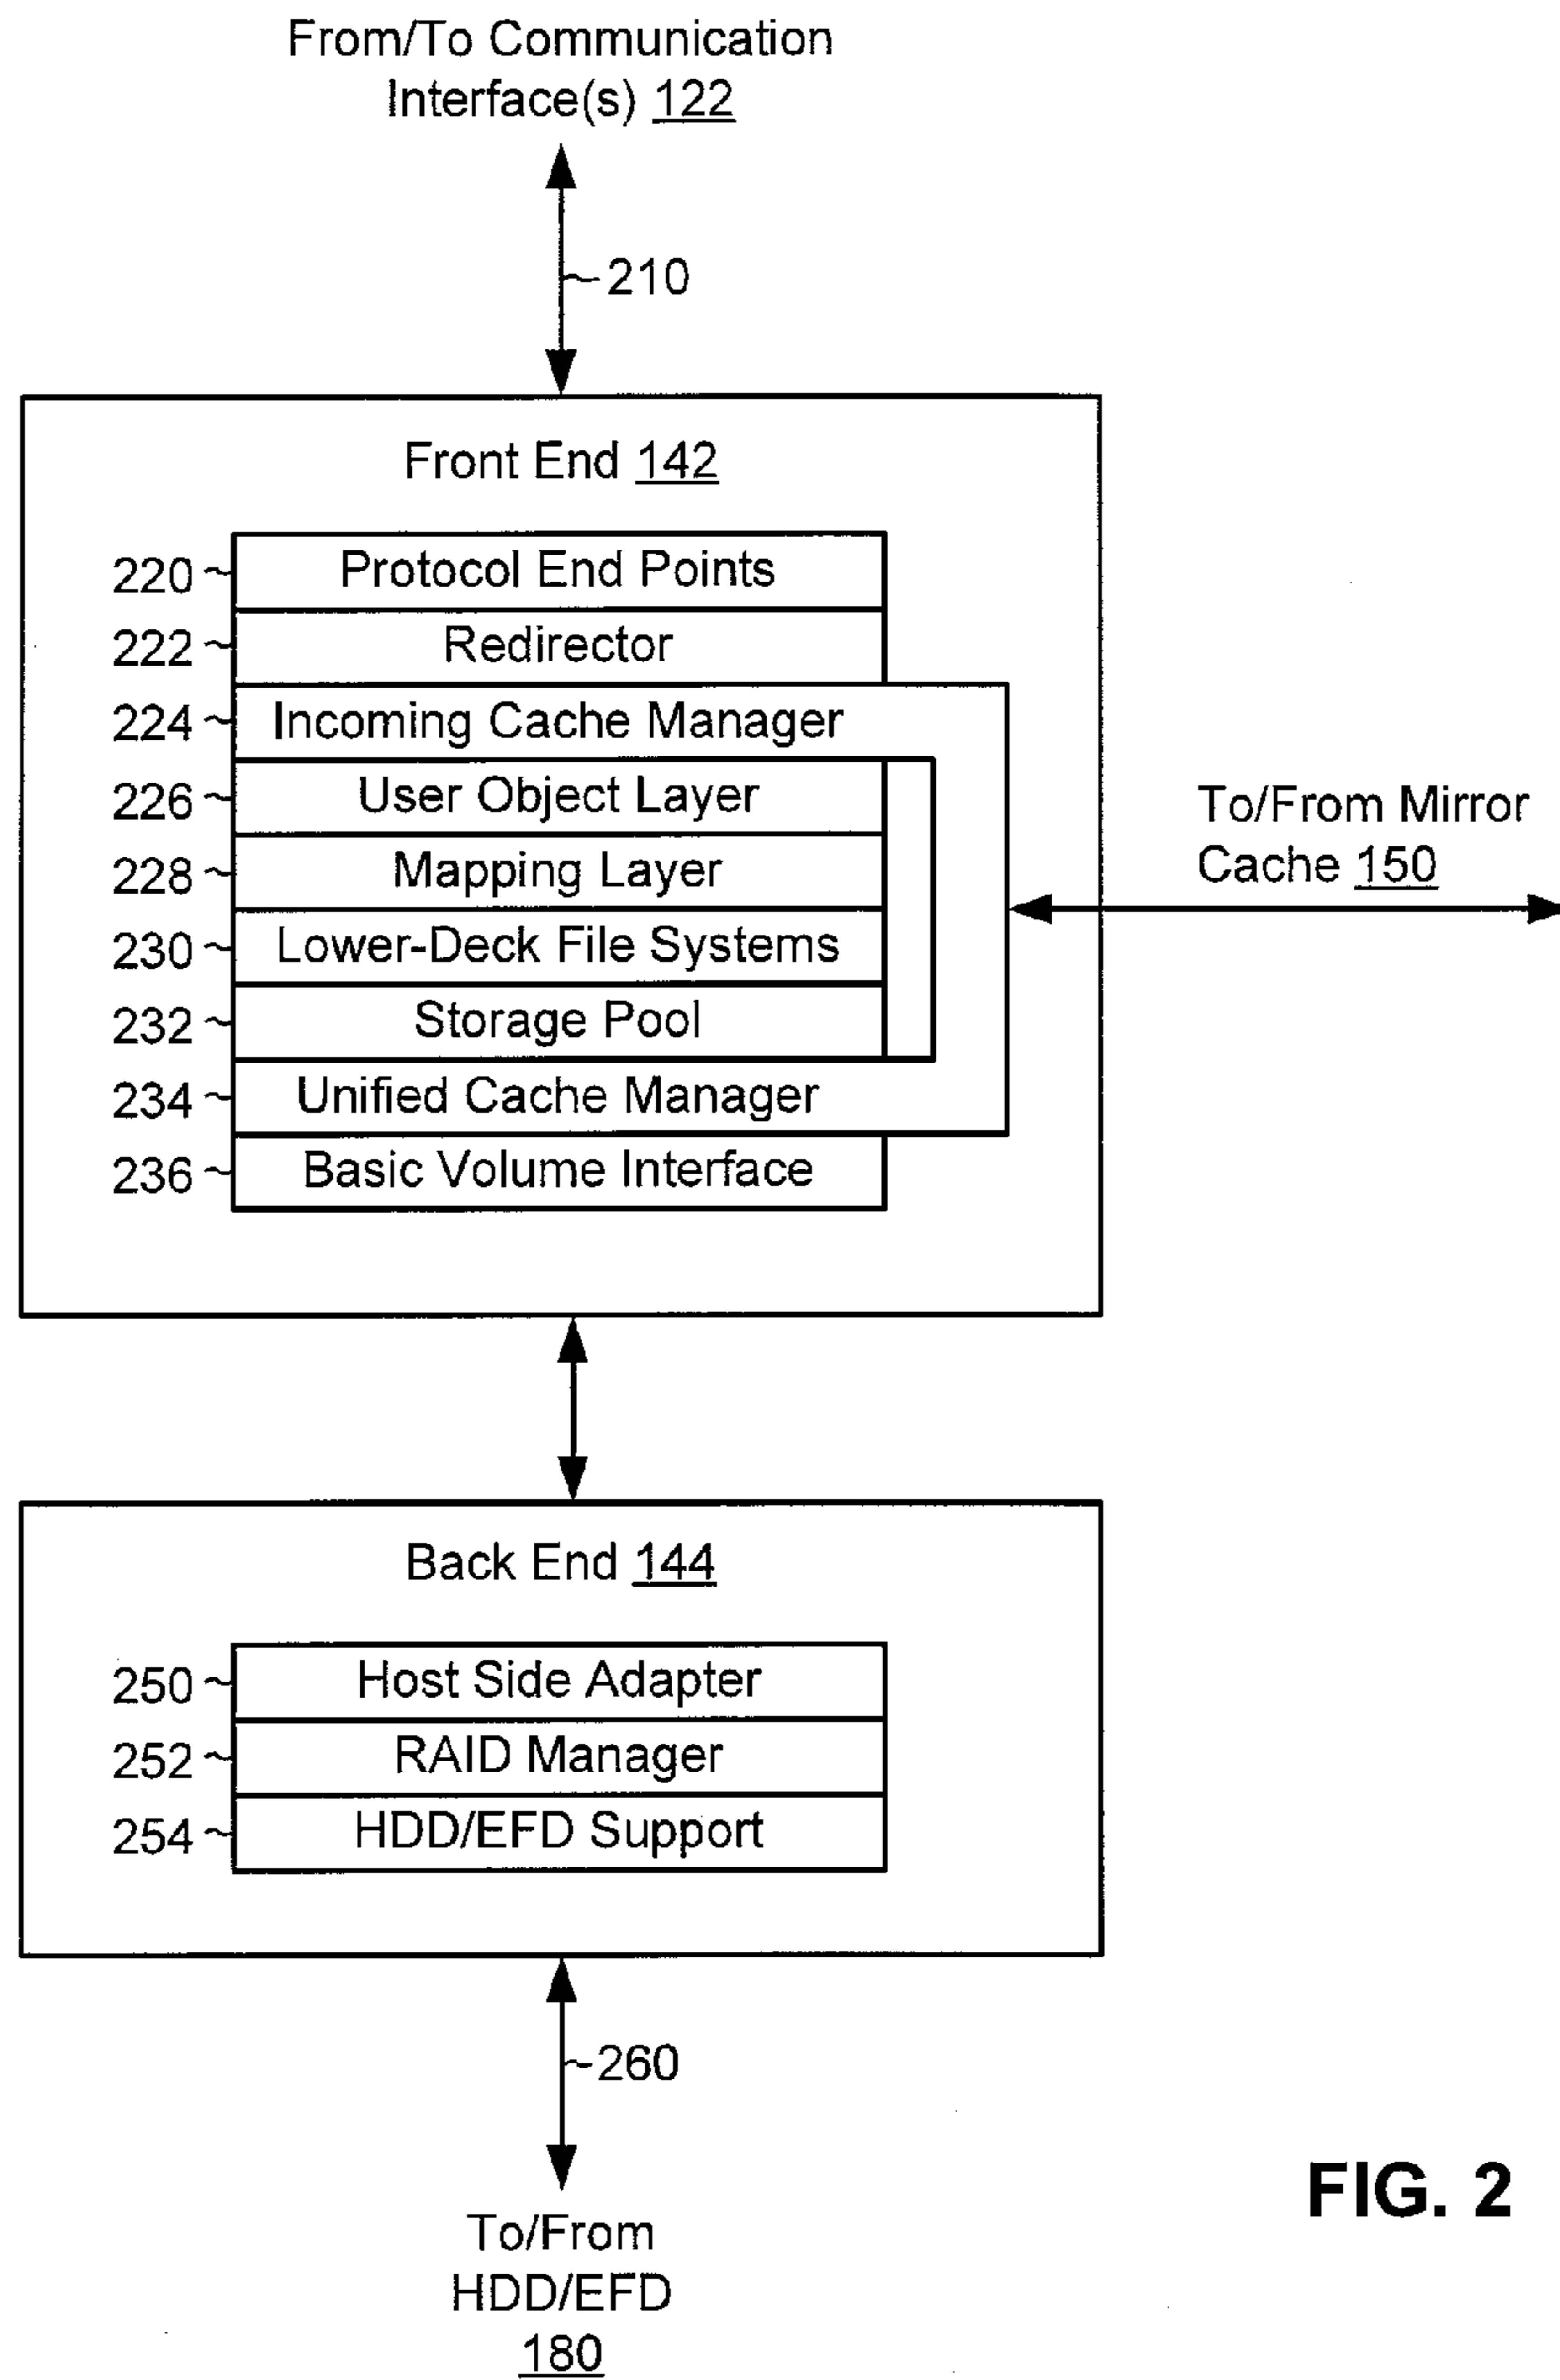 From/To Communication
Interface(s) 122
210
Front End 142
220 Protocol End Points
222 Redirector
224 Incoming Cache Manager
226 User Object Layer
228 Mapping Layer
230 Lower-Deck File Systems
232 Storage Pool
234 Unified Cache Manager
236 Basic Volume Interface
To/From Mirror
Cache 150
Back End 144
250 Host Side Adapter
252 RAID Manager
254 HDD/EFD Support
260
To/From
HDD/EFD
180
FIG. 2